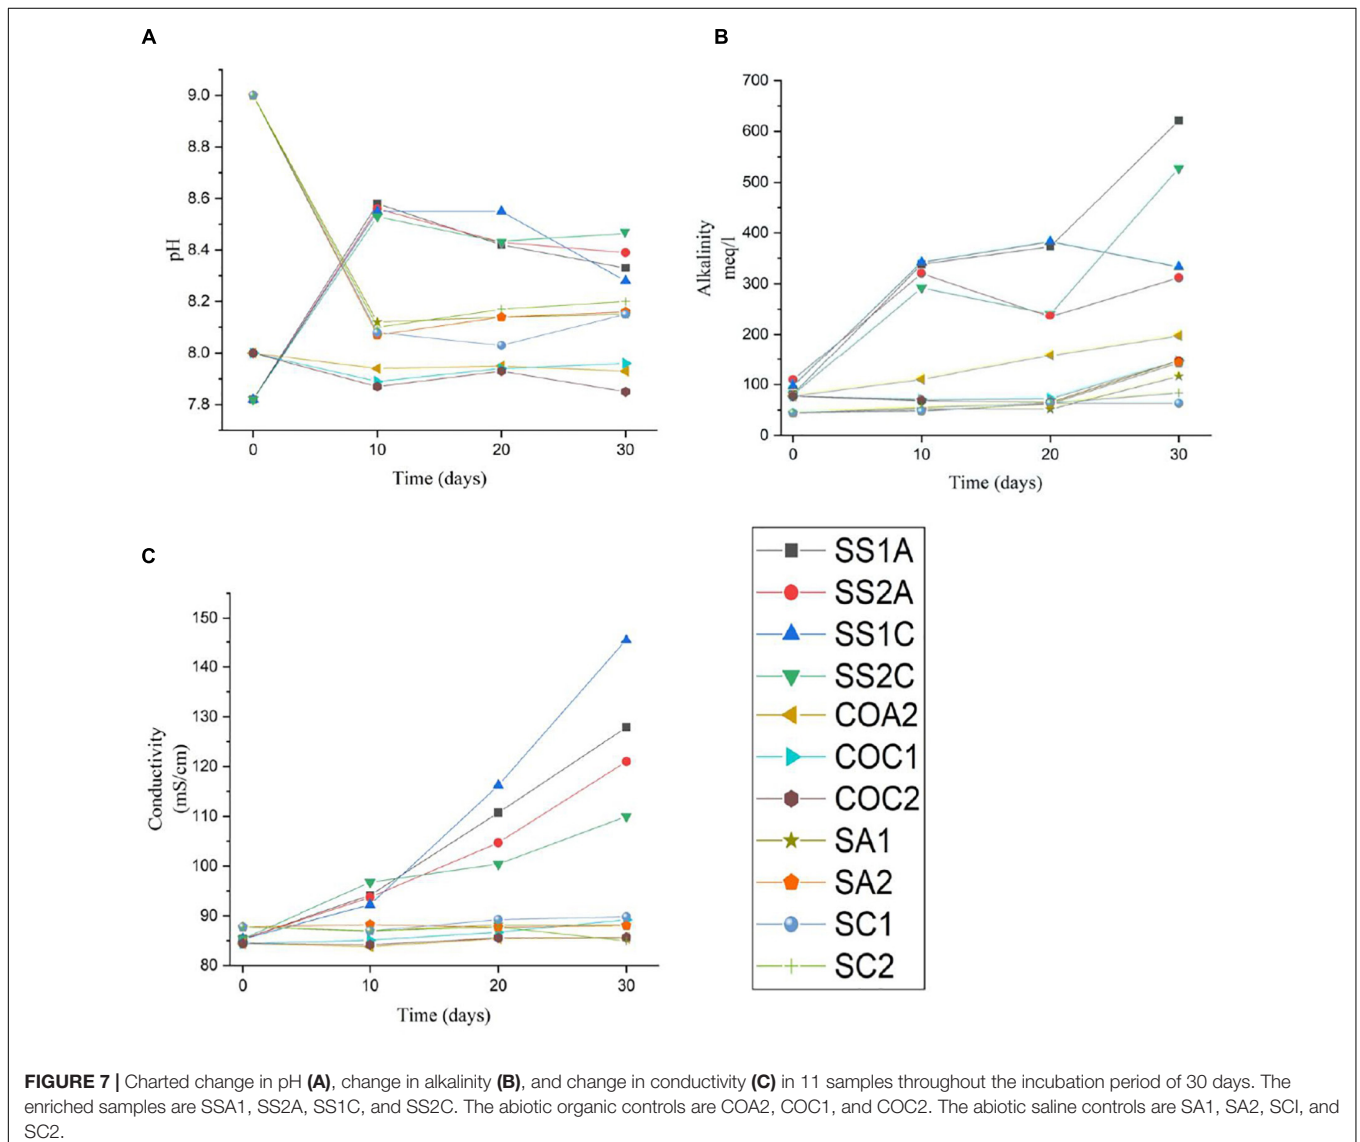 A
pH
9.0
8.8
8.6
8.4
8.2
8.0
7.8
0 10 20 30
Time (days)
B
Alkalinity
meq/l
700
600
500
400
300
200
100
0
0 10 20 30
Time (days)
C
Conductivity
(mS/cm)
150
140
130
120
110
100
90
80
0 10 20 30
Time (days)
SS1A
SS2A
SS1C
SS2C
COA2
COC1
COC2
SA1
SA2
SC1
SC2
FIGURE 7 | Charted change in pH (A), change in alkalinity (B), and change in conductivity (C) in 11 samples throughout the incubation period of 30 days. The
enriched samples are SSA1, SS2A, SS1C, and SS2C. The abiotic organic controls are COA2, COC1, and COC2. The abiotic saline controls are SA1, SA2, SCI, and
SC2.